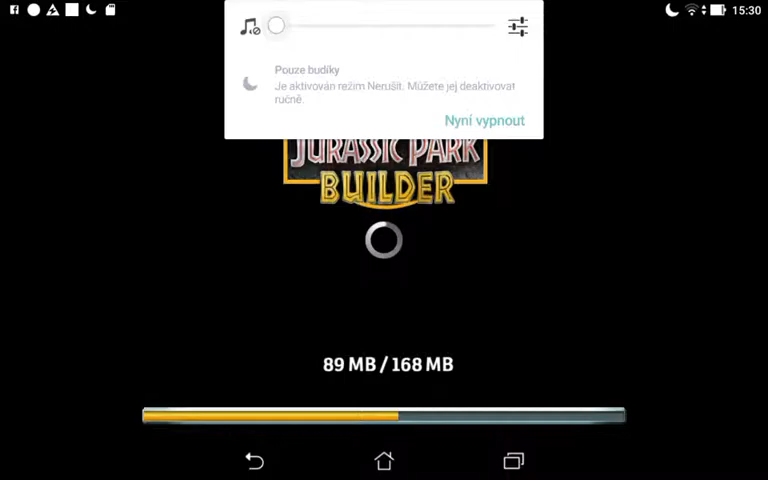 15:30
Pouze budíky
Je aktivován režim Nerušit. Můžete jej deaktivovat
ručně.
Nyní vypnout
JURASSIC PARK
BUILDER
89 MB / 168 MB